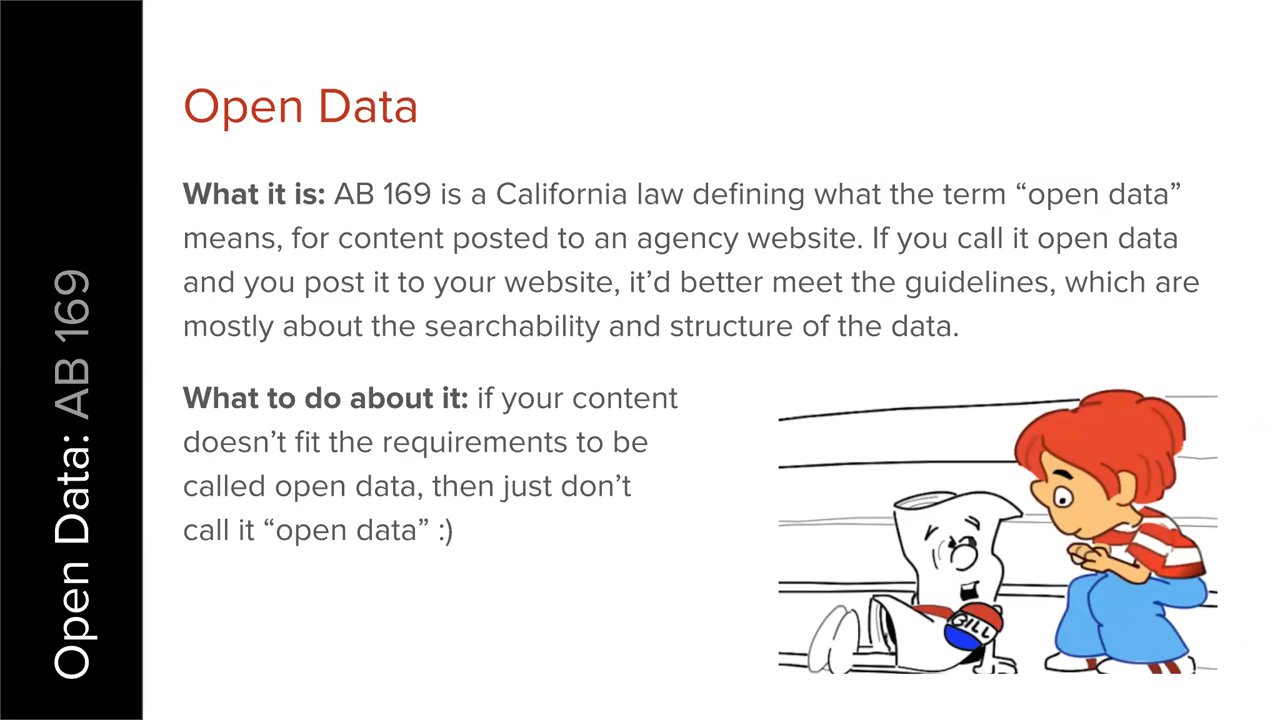 Open Data: AB 169
Open Data
What it is: AB 169 is a California law defining what the term “open data”
means, for content posted to an agency website. If you call it open data
and you post it to your website, it’d better meet the guidelines, which are
mostly about the searchability and structure of the data.
What to do about it: if your content
doesn’t fit the requirements to be
called open data, then just don’t
call it “open data” :)
BILL